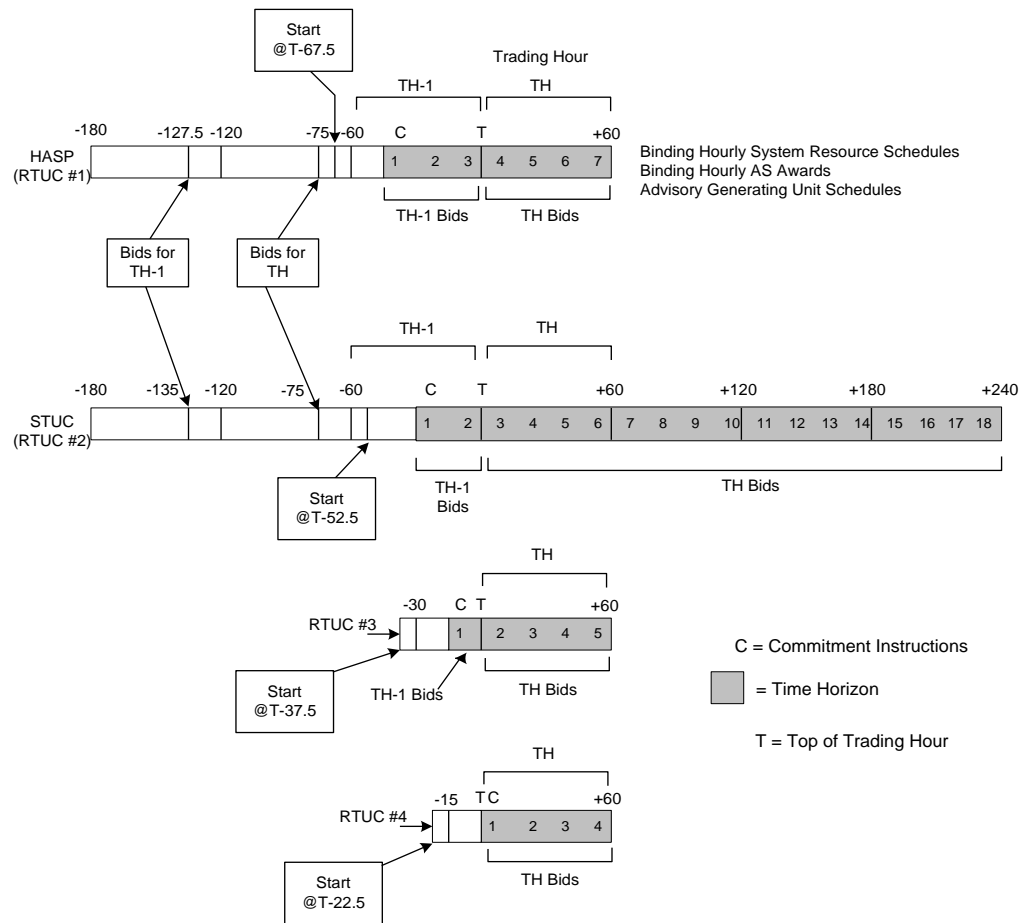 Start
@T-67.5
Trading Hour
TH-1
TH
-180
-127.5
-120
-75
-60
C
T
+60
HASP
(RTUC #1)
1
2
3
4
5
6
7
Binding Hourly System Resource Schedules
Binding Hourly AS Awards
Advisory Generating Unit Schedules
TH-1 Bids
TH Bids
Bids for
TH-1
Bids for
TH
TH-1
TH
-180
-135
-120
-75
-60
C
T
+60
+120
+180
+240
STUC
(RTUC #2)
1
2
3
4
5
6
7
8
9
10
11
12
13
14
15
16
17
18
TH-1
Bids
TH Bids
Start
@T-52.5
TH
-30
C
T
+60
RTUC #3
1
2
3
4
5
TH-1 Bids
TH Bids
Start
@T-37.5
C = Commitment Instructions
= Time Horizon
T = Top of Trading Hour
TH
-15
T C
+60
RTUC #4
1
2
3
4
TH Bids
Start
@T-22.5